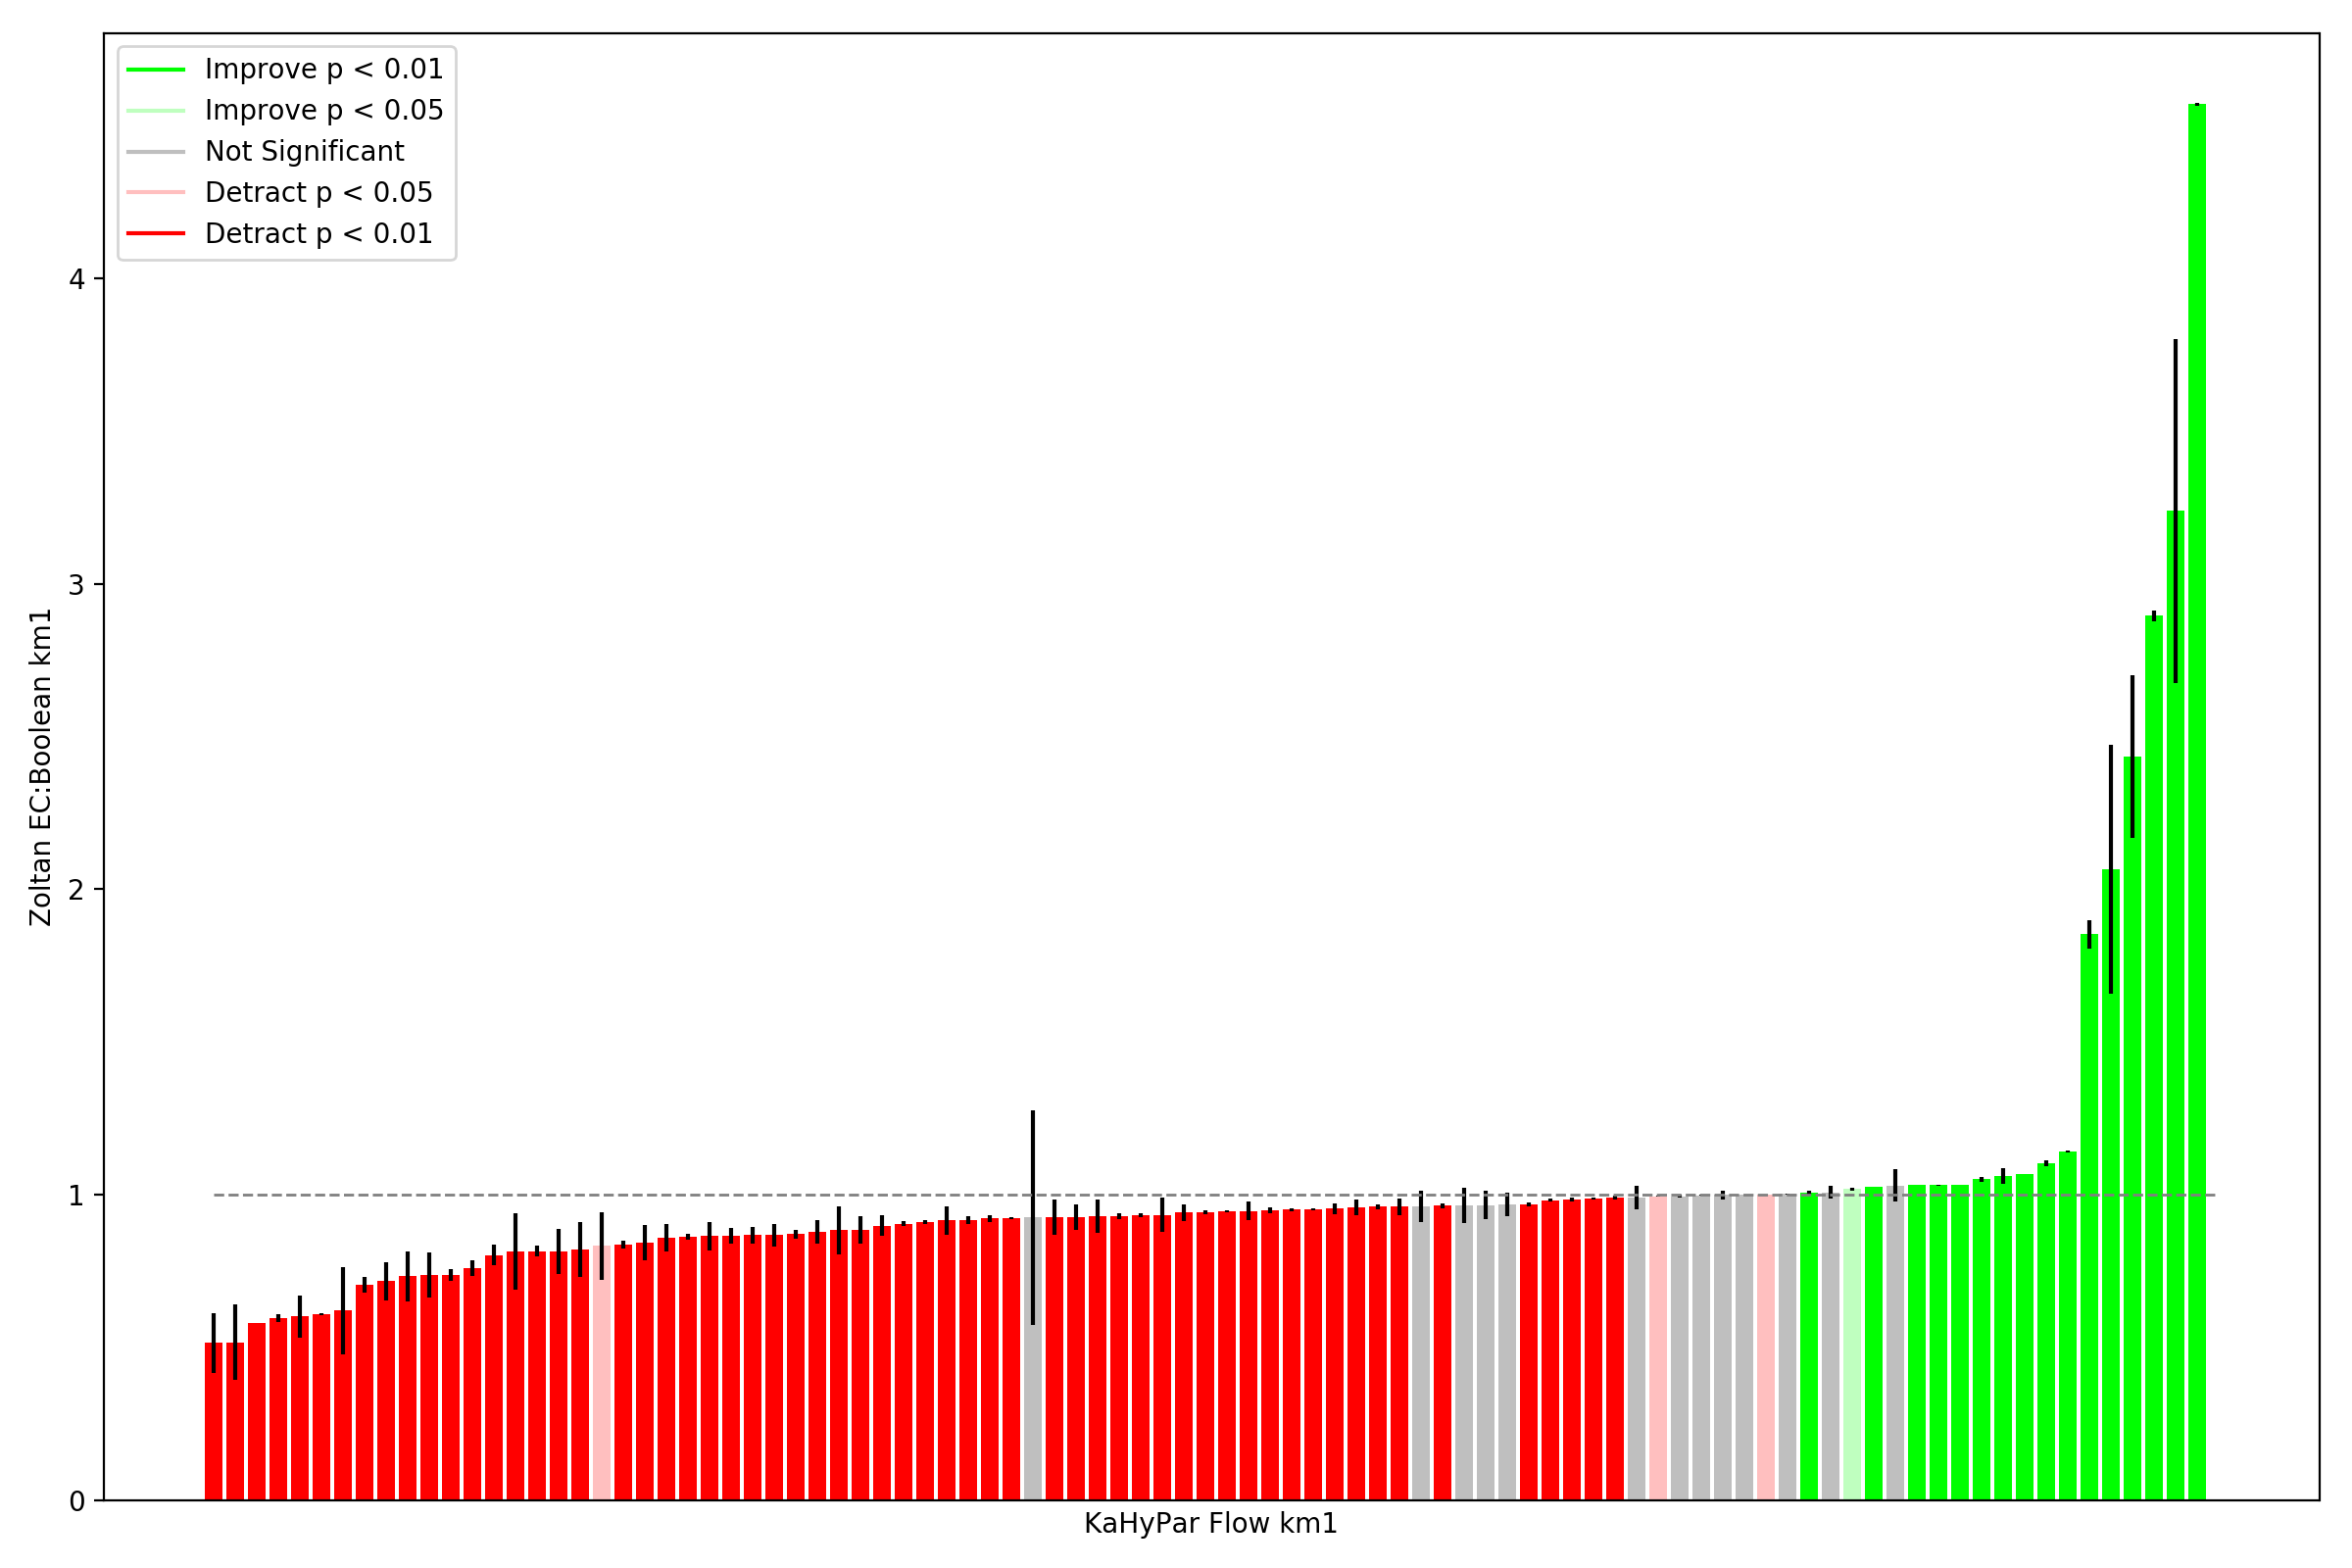 Improve p < 0.01
Improve p < 0.05
Not Significant
Detract p < 0.05
Detract p < 0.01
4
3
2
1
0
Zoltan EC:Boolean km1
KaHyPar Flow km1